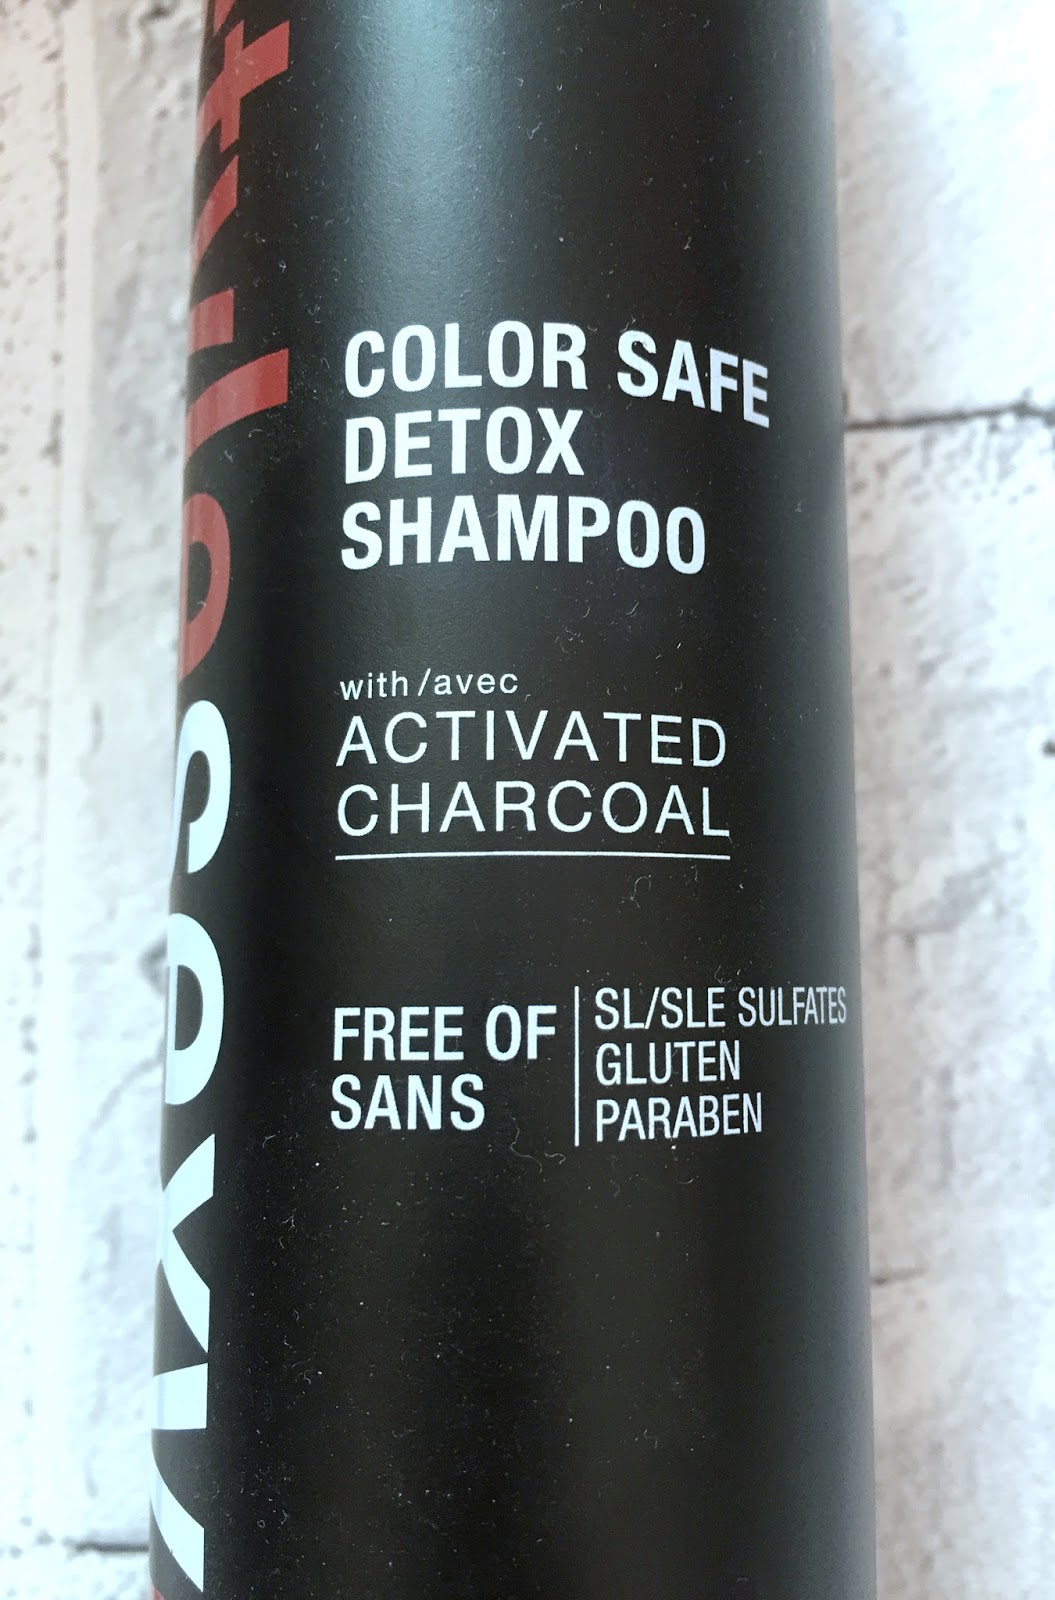 COLOR SAFE
DETOX
SHAMPOO
with/avec
ACTIVATED
CHARCOAL
FREE OF
SANS
SL/SLE SULFATES
GLUTEN
PARABEN